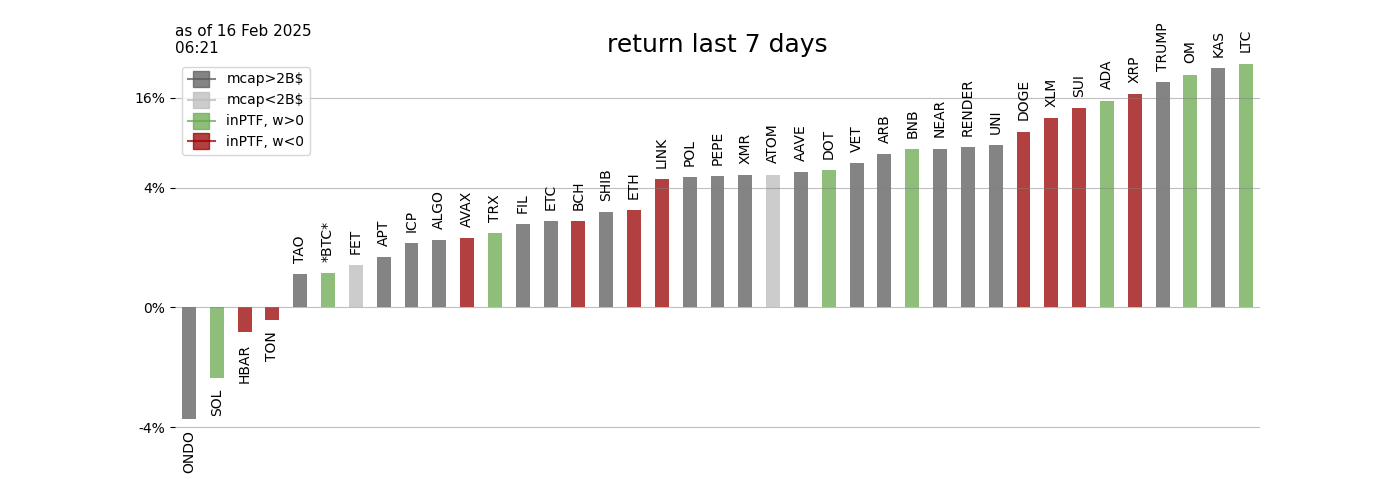 as of 16 Feb 2025
06:21
return last 7 days
mcap>2B$
mcap<2B$
inPTF, w>0
inPTF, w<0
16%
4%
0%
-4%
ONDO
SOL
HBAR
TON
TAO
*BTC*
FET
APT
ICP
ALGO
AVAX
TRX
FIL
ETC
BCH
SHIB
ETH
LINK
POL
PEPE
XMR
ATOM
AAVE
DOT
VET
ARB
BNB
NEAR
RENDER
UNI
DOGE
XLM
SUI
ADA
XRP
TRUMP
OM
KAS
LTC